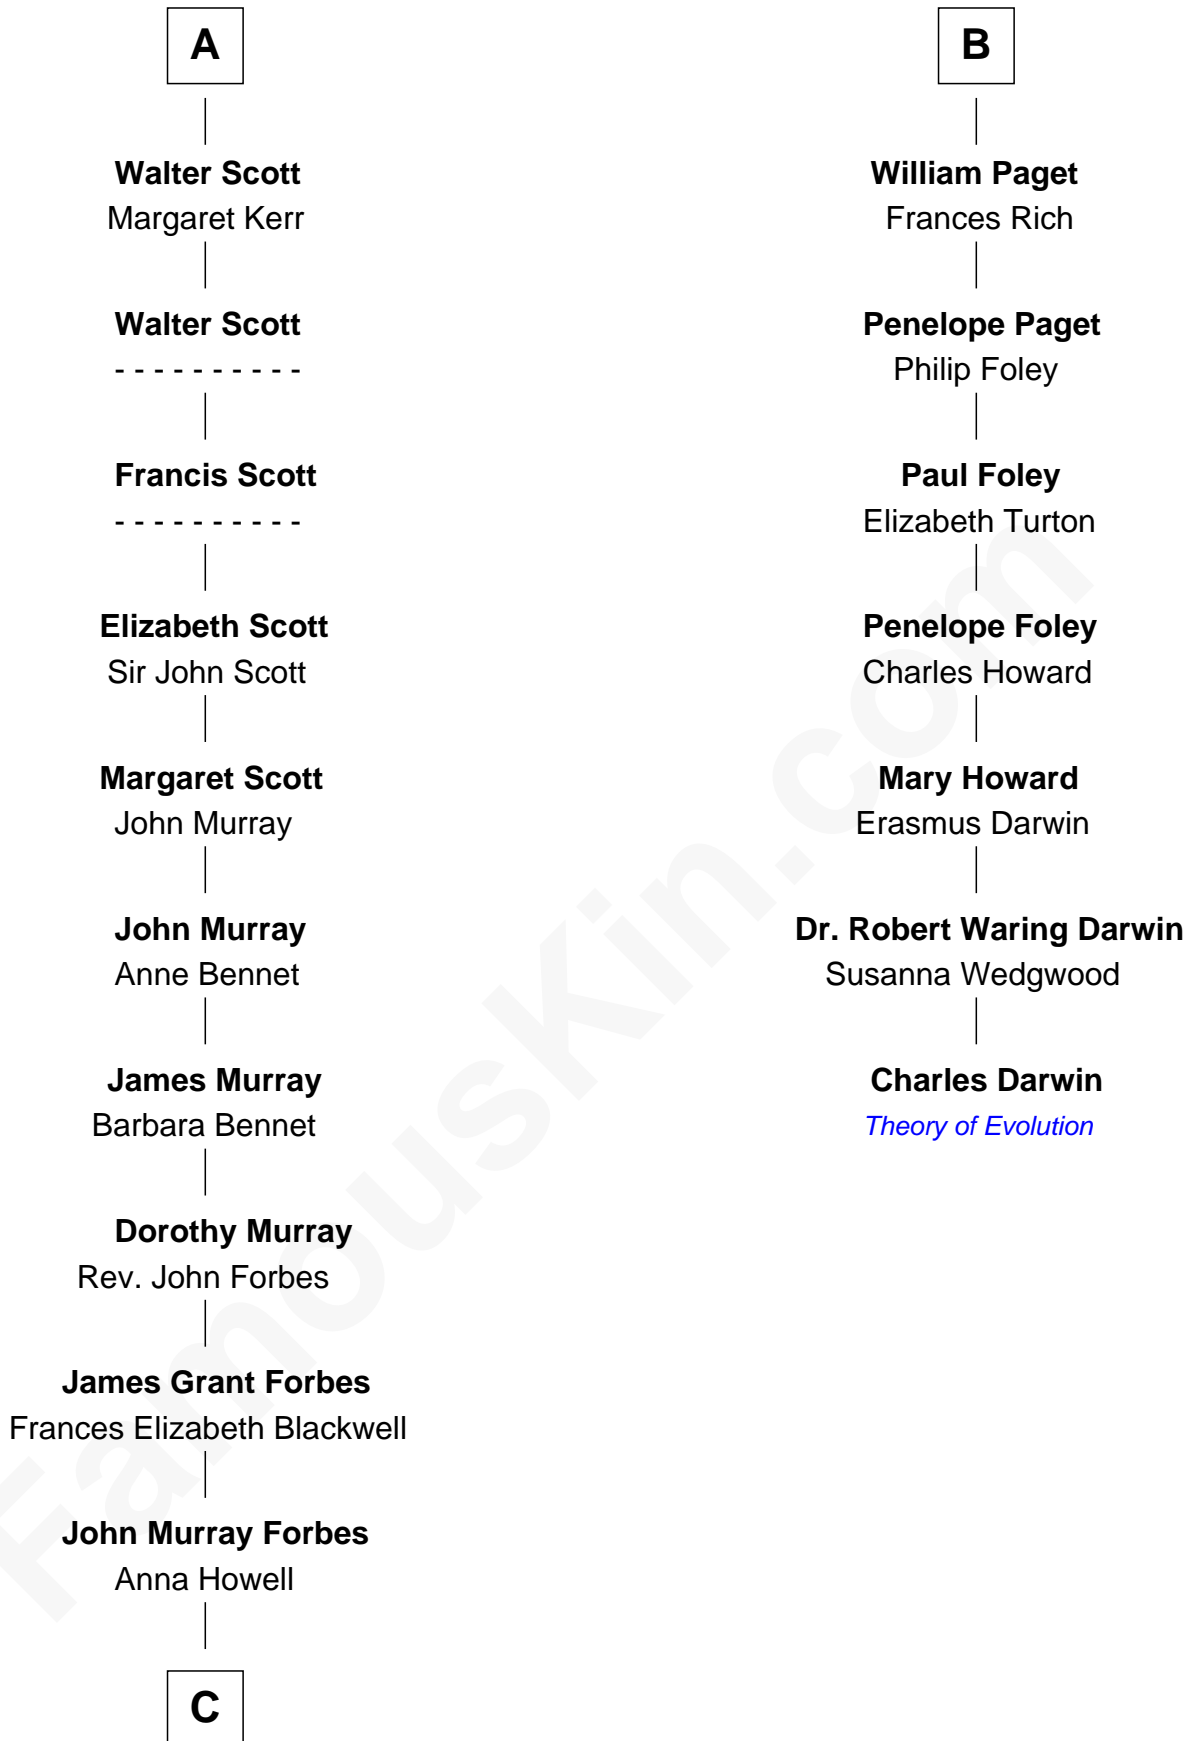 A
Walter Scott
Margaret Kerr
Walter Scott
- - - - - - - - - -
Francis Scott
- - - - - - - - - -
Elizabeth Scott
Sir John Scott
Margaret Scott
John Murray
John Murray
Anne Bennet
James Murray
Barbara Bennet
Dorothy Murray
Rev. John Forbes
James Grant Forbes
Frances Elizabeth Blackwell
John Murray Forbes
Anna Howell
C
B
William Paget
Frances Rich
Penelope Paget
Philip Foley
Paul Foley
Elizabeth Turton
Penelope Foley
Charles Howard
Mary Howard
Erasmus Darwin
Dr. Robert Waring Darwin
Susanna Wedgwood
Charles Darwin
Theory of Evolution
FamousKin.com